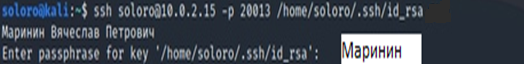 soloro@kali:~$ ssh soloro@10.0.2.15 -p 20013 /home/soloro/.ssh/id_rsa
Маринин Вячеслав Петрович
Enter passphrase for key '/home/soloro/.ssh/id_rsa': Маринин